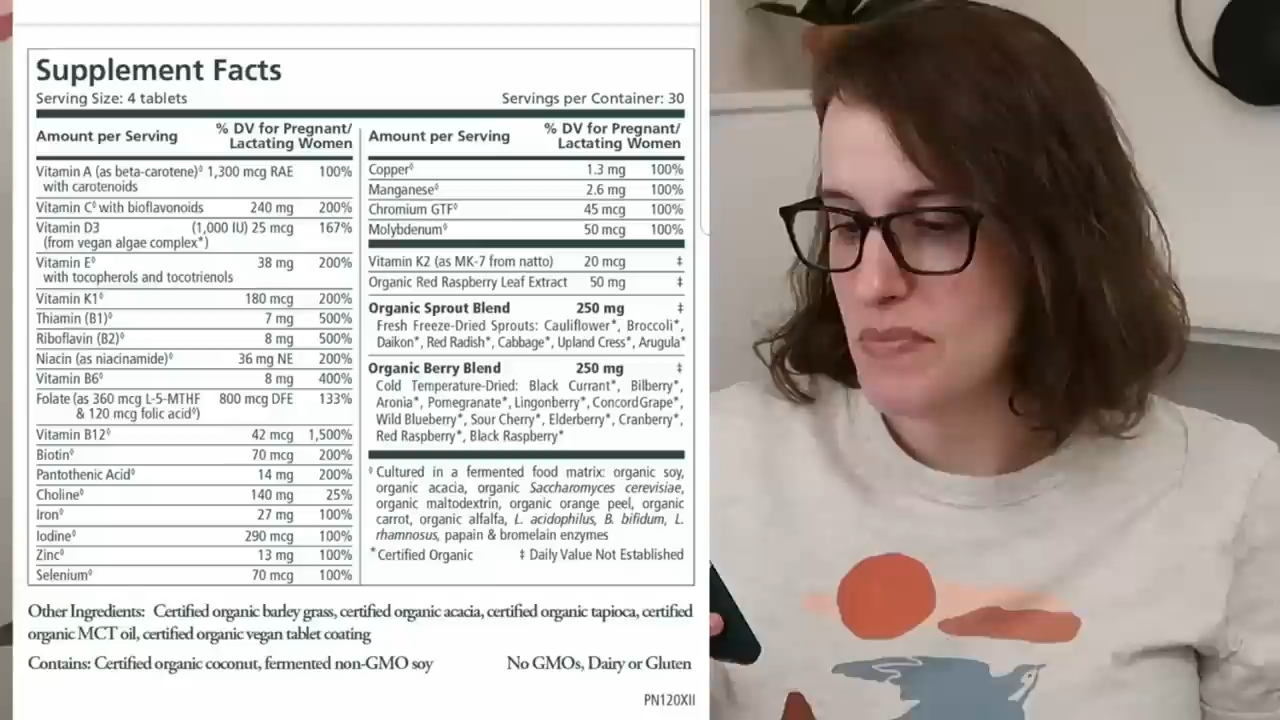 Supplement Facts
Serving Size: 4 tablets Servings per Container: 30
Amount per Serving % DV for Pregnant/
Lactating Women
Vitamin A (as beta-carotene)◊ 1,300 mcg RAE 100%
with carotenoids
Vitamin C◊ with bioflavonoids 240 mg 200%
Vitamin D3 (1,000 IU) 25 mcg 167%
(from vegan algae complex*)
Vitamin E◊ 38 mg 200%
with tocopherols and tocotrienols
Vitamin K1◊ 180 mcg 200%
Thiamin (B1)◊ 7 mg 500%
Riboflavin (B2)◊ 8 mg 500%
Niacin (as niacinamide)◊ 36 mg NE 200%
Vitamin B6◊ 8 mg 400%
Folate (as 360 mcg L-5-MTHF 800 mcg DFE 133%
& 120 mcg folic acid◊)
Vitamin B12◊ 42 mcg 1,500%
Biotin◊ 70 mcg 200%
Pantothenic Acid◊ 14 mg 200%
Choline◊ 140 mg 25%
Iron◊ 27 mg 100%
Iodine◊ 290 mcg 100%
Zinc◊ 13 mg 100%
Selenium◊ 70 mcg 100%
Amount per Serving % DV for Pregnant/
Lactating Women
Copper◊ 1.3 mg 100%
Manganese◊ 2.6 mg 100%
Chromium GTF◊ 45 mcg 100%
Molybdenum◊ 50 mcg 100%
Vitamin K2 (as MK-7 from natto) 20 mcg ‡
Organic Red Raspberry Leaf Extract 50 mg ‡
Organic Sprout Blend 250 mg ‡
Fresh Freeze-Dried Sprouts: Cauliflower*, Broccoli*,
Daikon*, Red Radish*, Cabbage*, Upland Cress*, Arugula*
Organic Berry Blend 250 mg ‡
Cold Temperature-Dried: Black Currant*, Bilberry*,
Aronia*, Pomegranate*, Lingonberry*, Concord Grape*,
Wild Blueberry*, Sour Cherry*, Elderberry*, Cranberry*,
Red Raspberry*, Black Raspberry*
◊ Cultured in a fermented food matrix: organic soy,
organic acacia, organic Saccharomyces cerevisiae,
organic maltodextrin, organic orange peel, organic
carrot, organic alfalfa, L. acidophilus, B. bifidum, L.
rhamnosus, papain & bromelain enzymes
*Certified Organic ‡ Daily Value Not Established
Other Ingredients: Certified organic barley grass, certified organic acacia, certified organic tapioca, certified
organic MCT oil, certified organic vegan tablet coating
Contains: Certified organic coconut, fermented non-GMO soy No GMOs, Dairy or Gluten
PN120XII